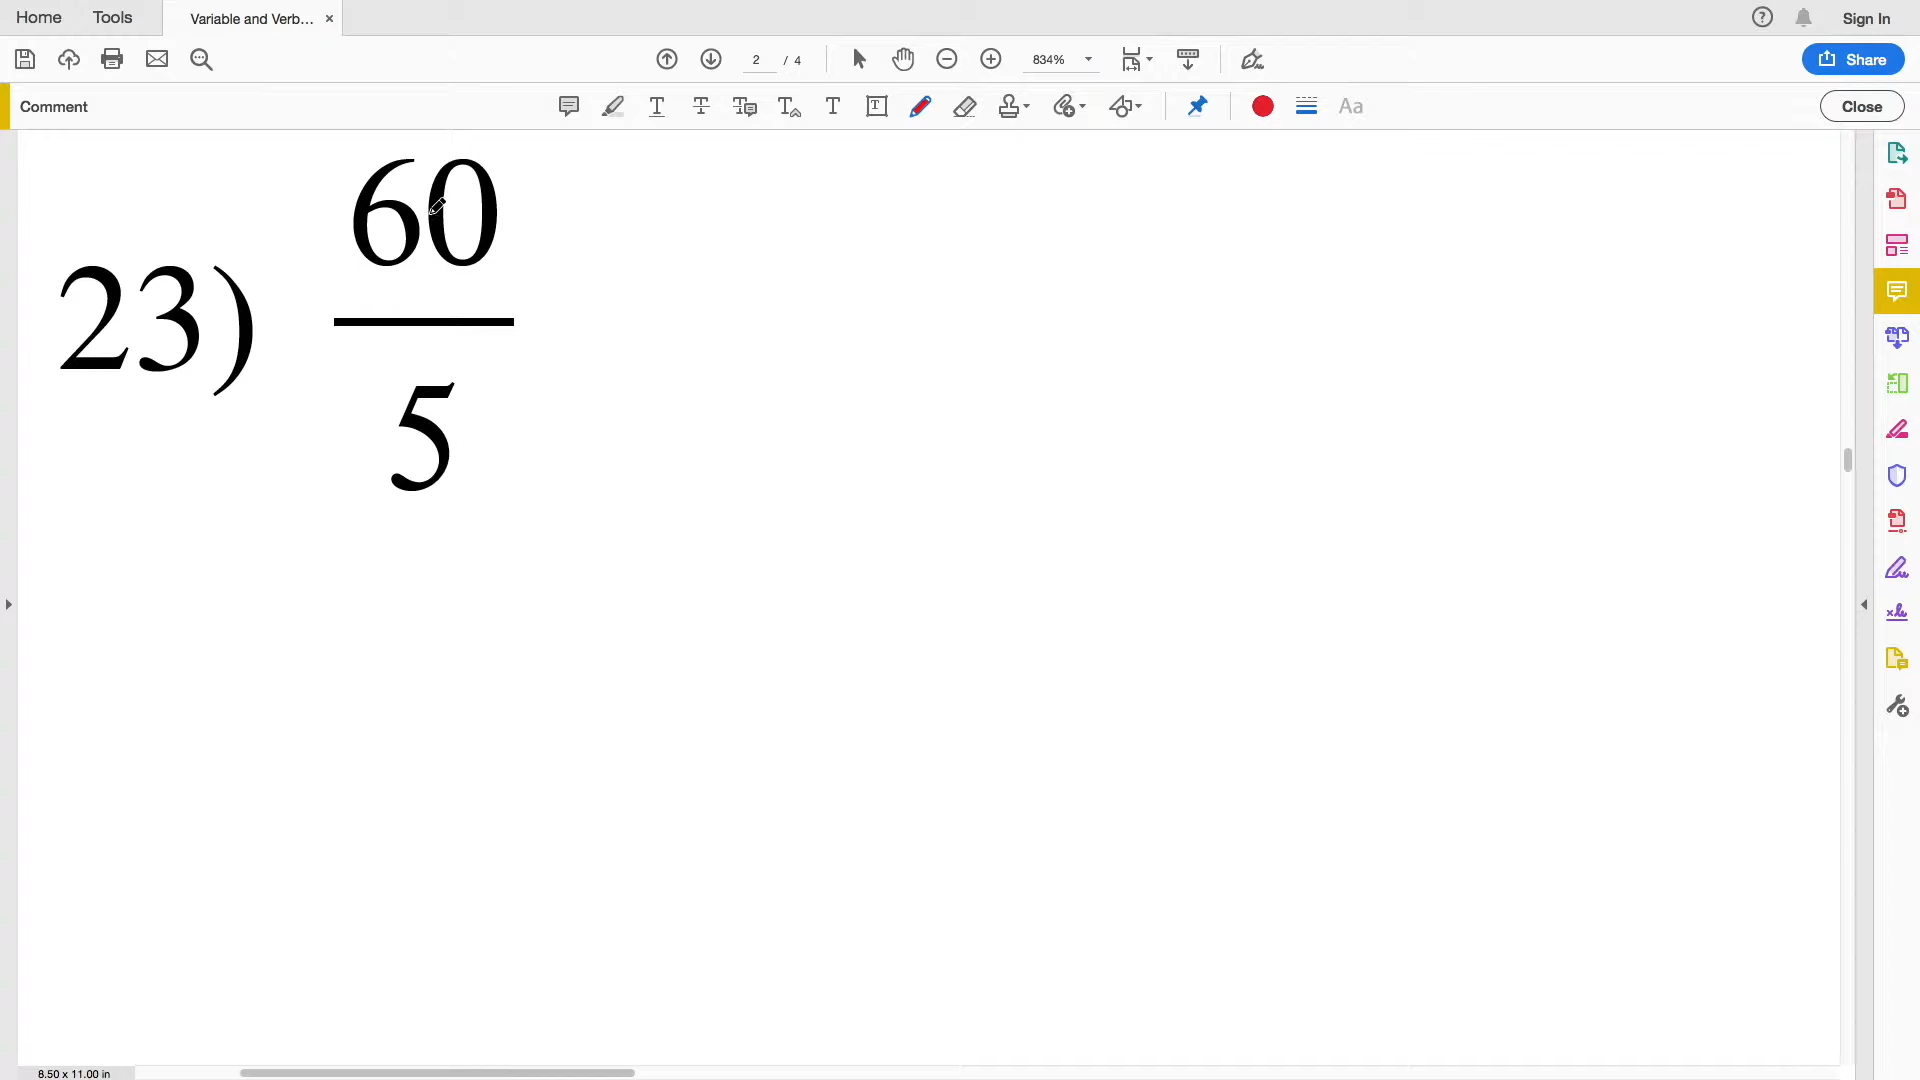 Home Tools Variable and Verb... × Sign In
2 / 4 834% Share
Comment Aa Close
60
23)
5
8.50 x 11.00 in